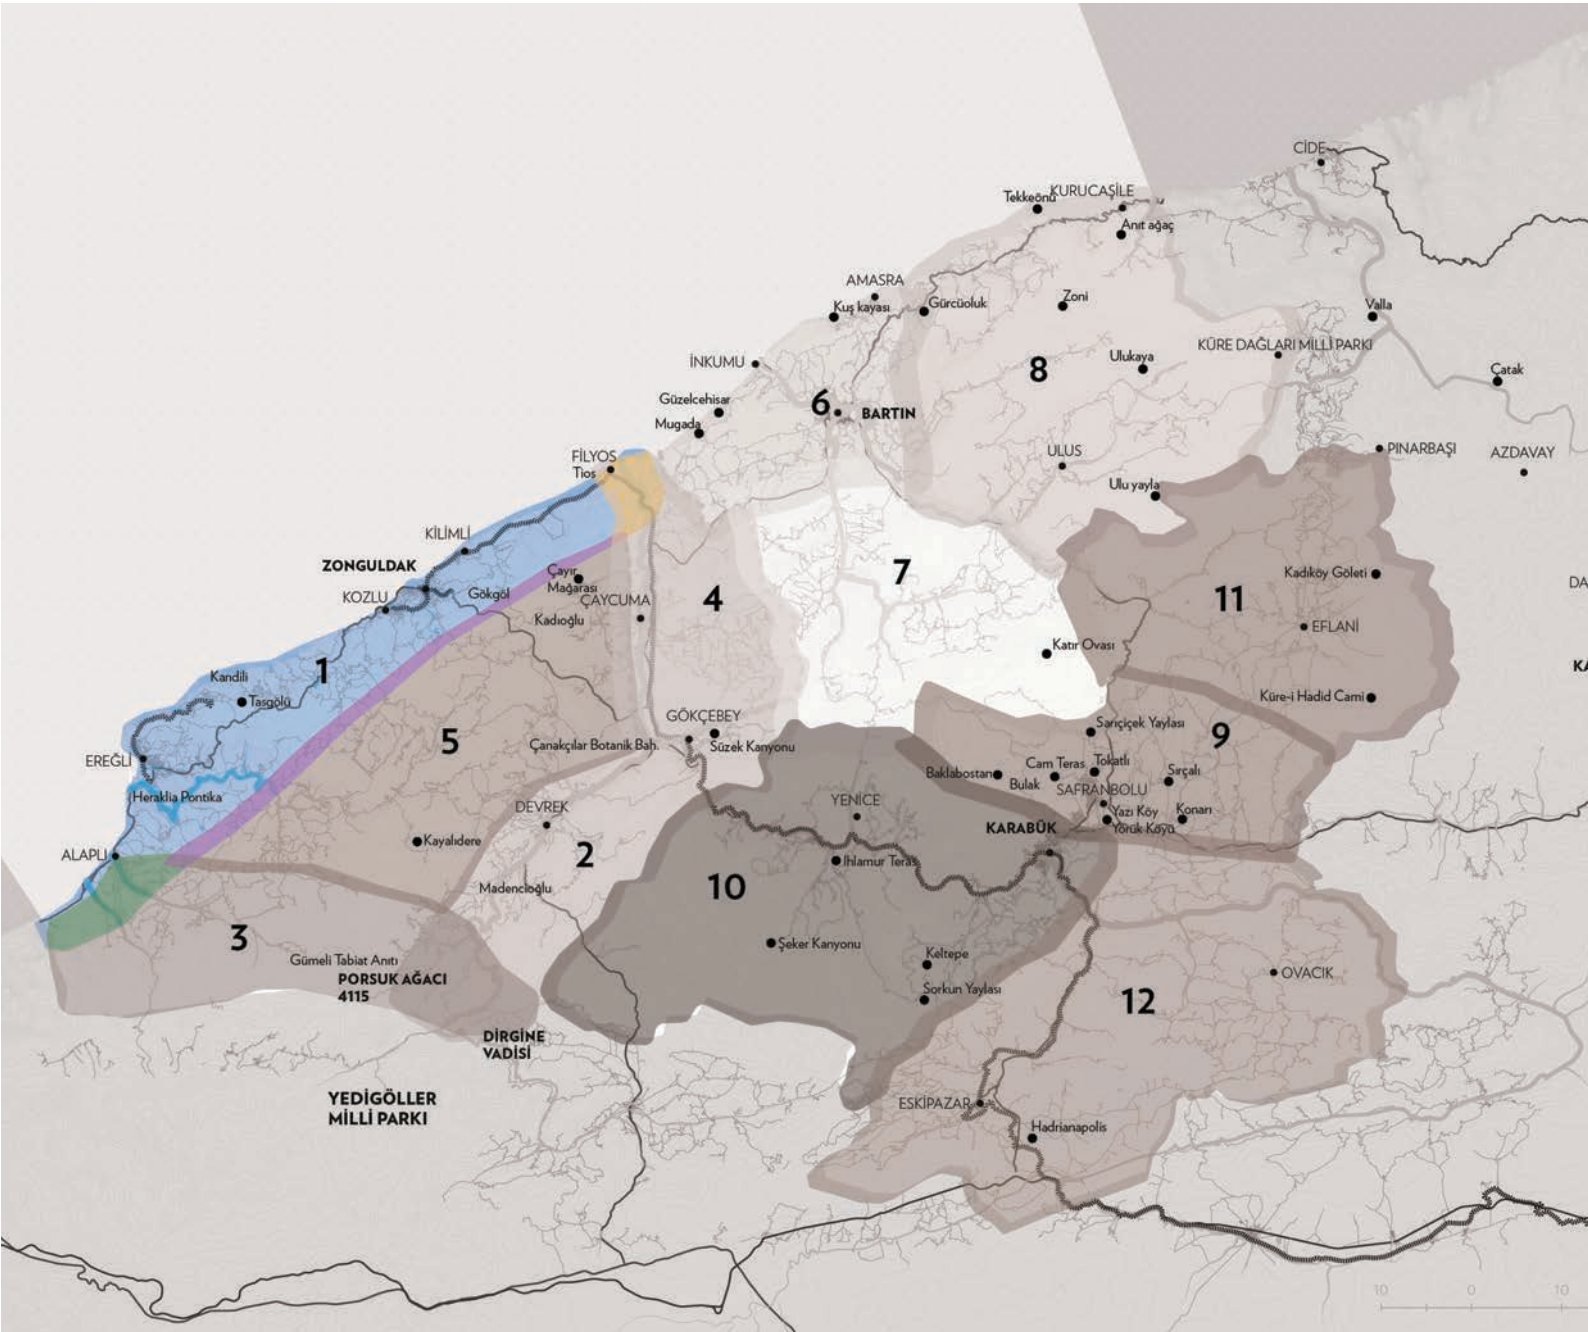 CİDE
Tekkeönü
KURUCAŞİLE
Anıt ağaç
AMASRA
Kuş kayası
Gürcüoluk
Zoni
Valla
İNKUMU
KÜRE DAĞLARI MİLLİ PARKI
Ulukaya
8
Çatak
Güzelcehisar
6
BARTIN
Mugada
ULUS
PINARBAŞI
AZDAVAY
FİLYOS
Tios
Ulu yayla
KİLİMLİ
ZONGULDAK
Çayır
Mağarası
7
Kadıköy Göleti
DA
KOZLU
Gökgöl
ÇAYCUMA
4
11
Kadıoğlu
EFLANİ
Katır Ovası
1
KA
Kandili
Tasgölü
Küre-i Hadid Cami
GÖKÇEBEY
Sarıçiçek Yaylası
5
Çanakçılar Botanik Bah.
Süzek Kanyonu
9
EREĞLİ
Cam Teras
Tokatlı
Baklabostan
Bulak
Sırçalı
SAFRANBOLU
Heraklia Pontika
DEVREK
YENİCE
Yazı Köy
Konarı
KARABÜK
Yörük Köyü
Kayalıdere
ALAPLI
2
Ihlamur Teras
Madencioğlu
10
3
Şeker Kanyonu
Gümeli Tabiat Anıtı
Keltepe
PORSUK AĞACI
4115
OVACIK
Sorkun Yaylası
12
DİRGİNE
VADİSİ
YEDİGÖLLER
MİLLİ PARKI
ESKİPAZAR
Hadrianapolis
10 0 10